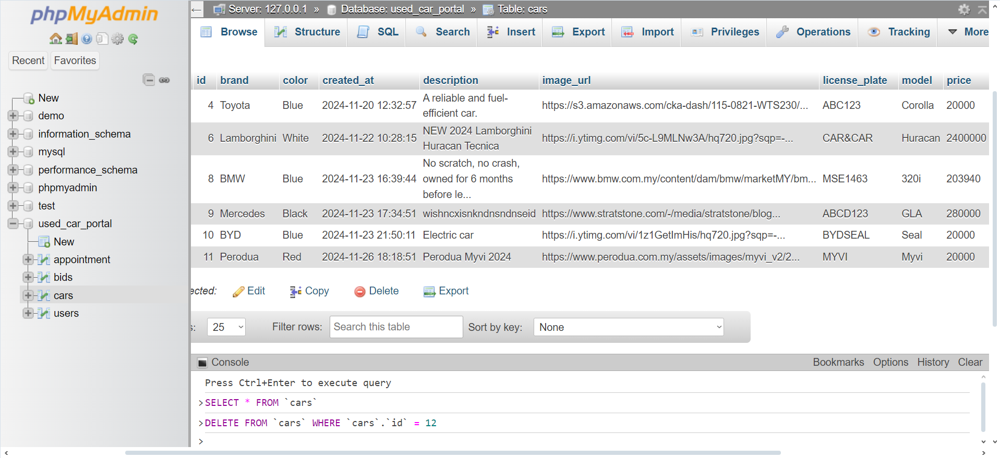 phpMyAdmin
Recent Favorites
New
demo
information_schema
mysql
performance_schema
phpmyadmin
test
used_car_portal
New
appointment
bids
cars
users
Server: 127.0.0.1 » Database: used_car_portal » Table: cars
Browse Structure SQL Search Insert Export Import Privileges Operations Tracking More
id brand color created_at description image_url license_plate model price
4 Toyota Blue 2024-11-20 12:32:57 A reliable and fuel-
efficient car. https://s3.amazonaws.com/cka-dash/115-0821-WTS230/... ABC123 Corolla 20000
6 Lamborghini White 2024-11-22 10:28:15 NEW 2024 Lamborghini
Huracan Tecnica https://i.ytimg.com/vi/5c-L9MLNw3A/hq720.jpg?sqp=-... CAR&CAR Huracan 2400000
No scratch, no crash,
8 BMW Blue 2024-11-23 16:39:44 owned for 6 months https://www.bmw.com.my/content/dam/bmw/marketMY/bm... MSE1463 320i 203940
before le...
9 Mercedes Black 2024-11-23 17:34:51 wishncxisnkndnsndnseid https://www.stratstone.com/-/media/stratstone/blog... ABCD123 GLA 280000
10 BYD Blue 2024-11-23 21:50:11 Electric car https://i.ytimg.com/vi/1z1GetImHis/hq720.jpg?sqp=-... BYDSEAL Seal 20000
11 Perodua Red 2024-11-26 18:18:51 Perodua Myvi 2024 https://www.perodua.com.my/assets/images/myvi_v2/2... MYVI Myvi 20000
ected: Edit Copy Delete Export
s: 25 Filter rows: Search this table Sort by key: None
Console Bookmarks Options History Clear
Press Ctrl+Enter to execute query
>SELECT * FROM `cars`
>DELETE FROM `cars` WHERE `cars`.`id` = 12
>